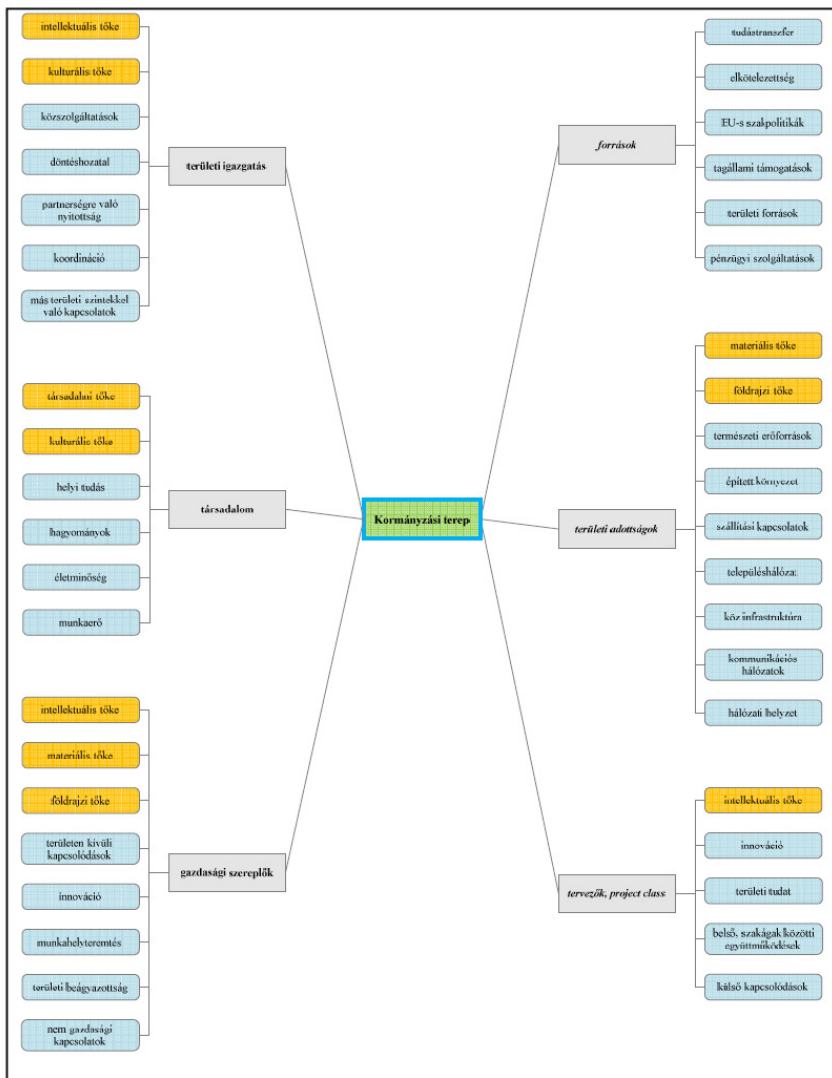 intellektuális tőke
kulturális tőke
közszolgáltatások
döntéshozatal
partnerségre való
nyitottság
koordináció
más területi szintekkel
való kapcsolatok
területi igazgatás
társadalmi tőke
kulturális tőke
helyi tudás
hagyományok
életminőség
munkaerő
társadalom
intellektuális tőke
materiális tőke
földrajzi tőke
területen kívüli
kapcsolódások
innováció
munkahelyteremtés
területi beágyazottság
nem gazdasági
kapcsolatok
gazdasági szereplők
Kormányzási terep
források
tudástranszfer
elkötelezettség
EU-s szakpolitikák
tagállami támogatások
területi források
pénzügyi szolgáltatások
területi adottságok
materiális tőke
földrajzi tőke
természeti erőforrások
épített környezet
szállítási kapcsolatok
településhálózat
köz infrastruktúra
kommunikációs
hálózatok
hálózati helyzet
tervezők, project class
intellektuális tőke
innováció
területi tudat
belső, szakágak közötti
együttműködések
külső kapcsolódások